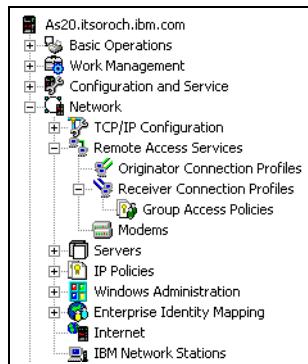 As20.itsoroch.ibm.com
Basic Operations
Work Management
Configuration and Service
Network
TCP/IP Configuration
Remote Access Services
Originator Connection Profiles
Receiver Connection Profiles
Group Access Policies
Modems
Servers
IP Policies
Windows Administration
Enterprise Identity Mapping
Internet
IBM Network Stations